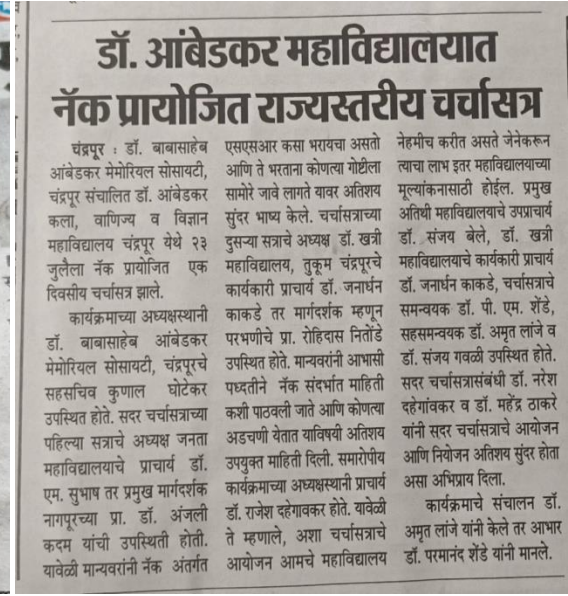 डॉ. आंबेडकर महाविद्यालयात
नॅक प्रायोजित राज्यस्तरीय चर्चासत्र
चंद्रपूर : डॉ. बाबासाहेब
आंबेडकर मेमोरियल सोसायटी,
चंद्रपूर संचालित डॉ. आंबेडकर
कला, वाणिज्य व विज्ञान
महाविद्यालय चंद्रपूर येथे २३
जुलैला नॅक प्रायोजित एक
दिवसीय चर्चासत्र झाले.
कार्यक्रमाच्या अध्यक्षस्थानी
डॉ. बाबासाहेब आंबेडकर
मेमोरियल सोसायटी, चंद्रपूरचे
सहसचिव कुणाल घोटेकर
उपस्थित होते. सदर चर्चासत्राच्या
पहिल्या सत्राचे अध्यक्ष जनता
महाविद्यालयाचे प्राचार्य डॉ.
एम. सुभाष तर प्रमुख मार्गदर्शक
नागपूरच्या प्रा. डॉ. अंजली
कदम यांची उपस्थिती होती.
यावेळी मान्यवरांनी नॅक अंतर्गत
एसएसआर कसा भरायचा असतो
आणि ते भरताना कोणत्या गोष्टीला
सामोरे जावे लागते यावर अतिशय
सुंदर भाष्य केले. चर्चासत्राच्या
दुसऱ्या सत्राचे अध्यक्ष डॉ. खत्री
महाविद्यालय, तुकूम चंद्रपूरचे
कार्यकारी प्राचार्य डॉ. जनार्धन
काकडे तर मार्गदर्शक म्हणून
परभणीचे प्रा. रोहिदास नितोंडे
उपस्थित होते. मान्यवरांनी आभासी
पध्दतीने नॅक संदर्भात माहिती
कशी पाठवली जाते आणि कोणत्या
अडचणी येतात याविषयी अतिशय
उपयुक्त माहिती दिली. समारोपीय
कार्यक्रमाच्या अध्यक्षस्थानी प्राचार्य
डॉ. राजेश दहेगावकर होते. यावेळी
ते म्हणाले, अशा चर्चासत्राचे
आयोजन आमचे महाविद्यालय
नेहमीच करीत असते जेनेकरून
त्याचा लाभ इतर महाविद्यालयाच्या
मूल्यांकनासाठी होईल. प्रमुख
अतिथी महाविद्यालयाचे उपप्राचार्य
डॉ. संजय बेले, डॉ. खत्री
महाविद्यालयाचे कार्यकारी प्राचार्य
डॉ. जनार्धन काकडे, चर्चासत्राचे
समन्वयक डॉ. पी. एम. शेंडे,
सहसमन्वयक डॉ. अमृत लांजे व
डॉ. संजय गवळी उपस्थित होते.
सदर चर्चासत्रासंबंधी डॉ. नरेश
दहेगांवकर व डॉ. महेंद्र ठाकरे
यांनी सदर चर्चासत्राचे आयोजन
आणि नियोजन अतिशय सुंदर होता
असा अभिप्राय दिला.
कार्यक्रमाचे संचालन डॉ.
अमृत लांजे यांनी केले तर आभार
डॉ. परमानंद शेंडे यांनी मानले.